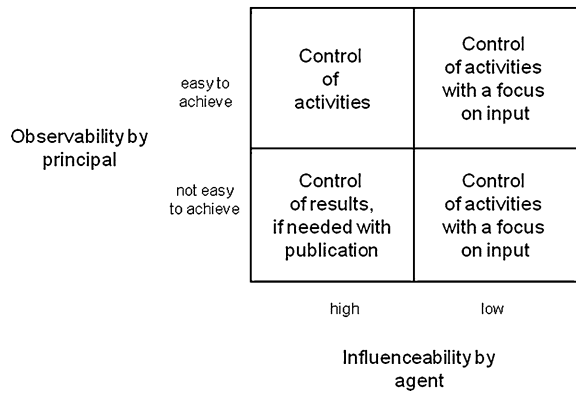 Control
of
activities
Control
of activities
with a focus
on input
easy to
achieve
Observability by
principal
not easy
to achieve
Control
of results,
if needed with
publication
Control
of activities
with a focus
on input
high
low
Influenceability by
agent